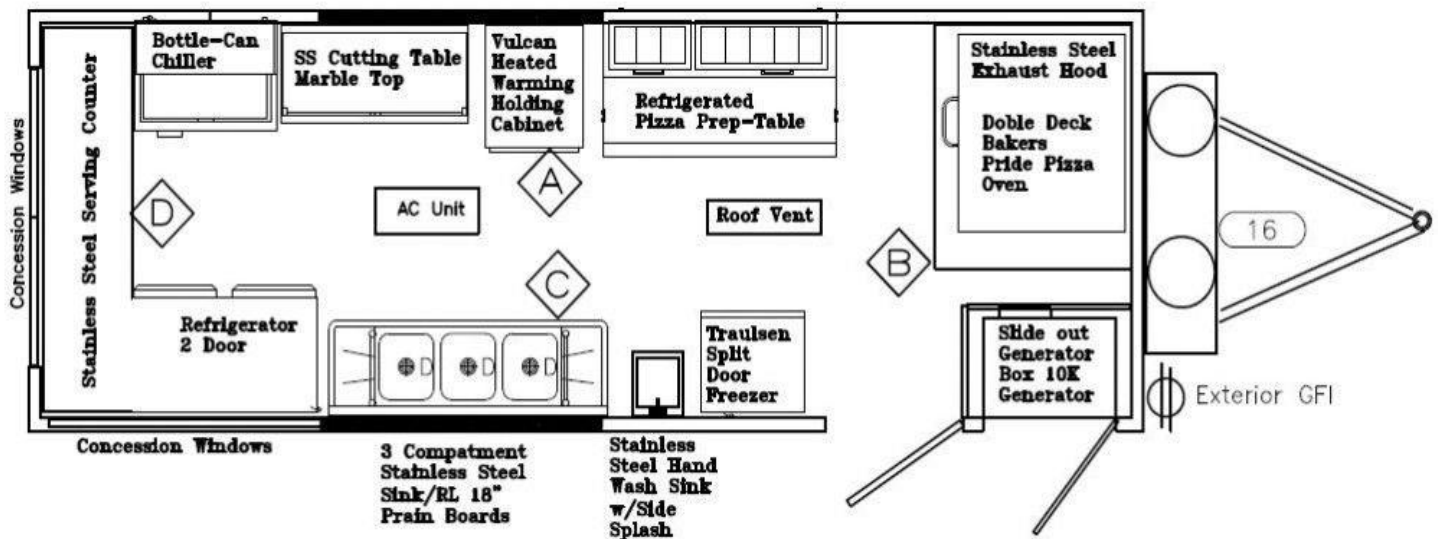 Concession Windows
Stainless Steel Serving Counter
Bottle-Can
Chiller
SS Cutting Table
Marble Top
Vulcan
Heated
Warming
Holding
Cabinet
Refrigerated
Pizza Prep-Table
Stainless Steel
Exhaust Hood
Doble Deck
Bakers
Pride Pizza
Oven
D
AC Unit
A
Roof Vent
B
C
16
Refrigerator
2 Door
D
D
D
Traulsen
Split
Door
Freezer
Slide out
Generator
Box 10K
Generator
Exterior GFI
Concession Windows
3 Compatment
Stainless Steel
Sink/RL 18"
Prain Boards
Stainless
Steel Hand
Wash Sink
w/Side
Splash